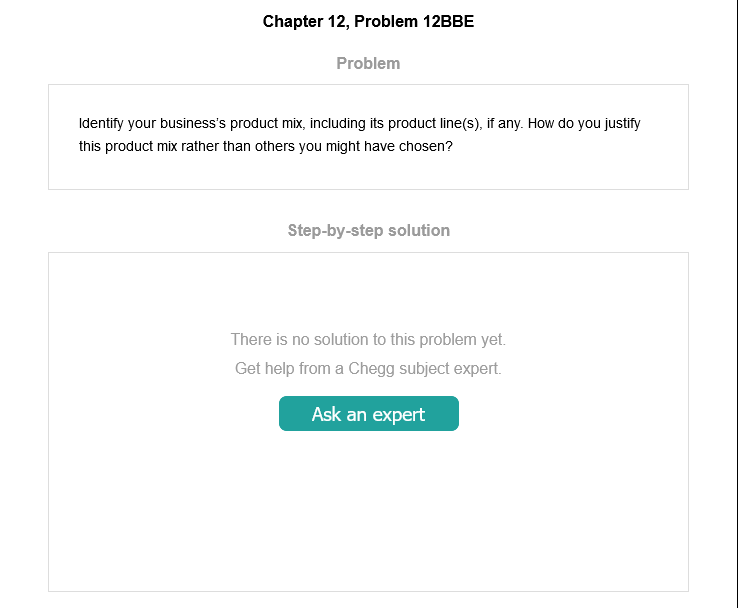 Chapter 12, Problem 12BBE
Problem
Identify your business's product mix, including its product line(s), if any. How do you justify
this product mix rather than others you might have chosen?
Step-by-step solution
There is no solution to this problem yet.
Get help from a Chegg subject expert.
Ask an expert